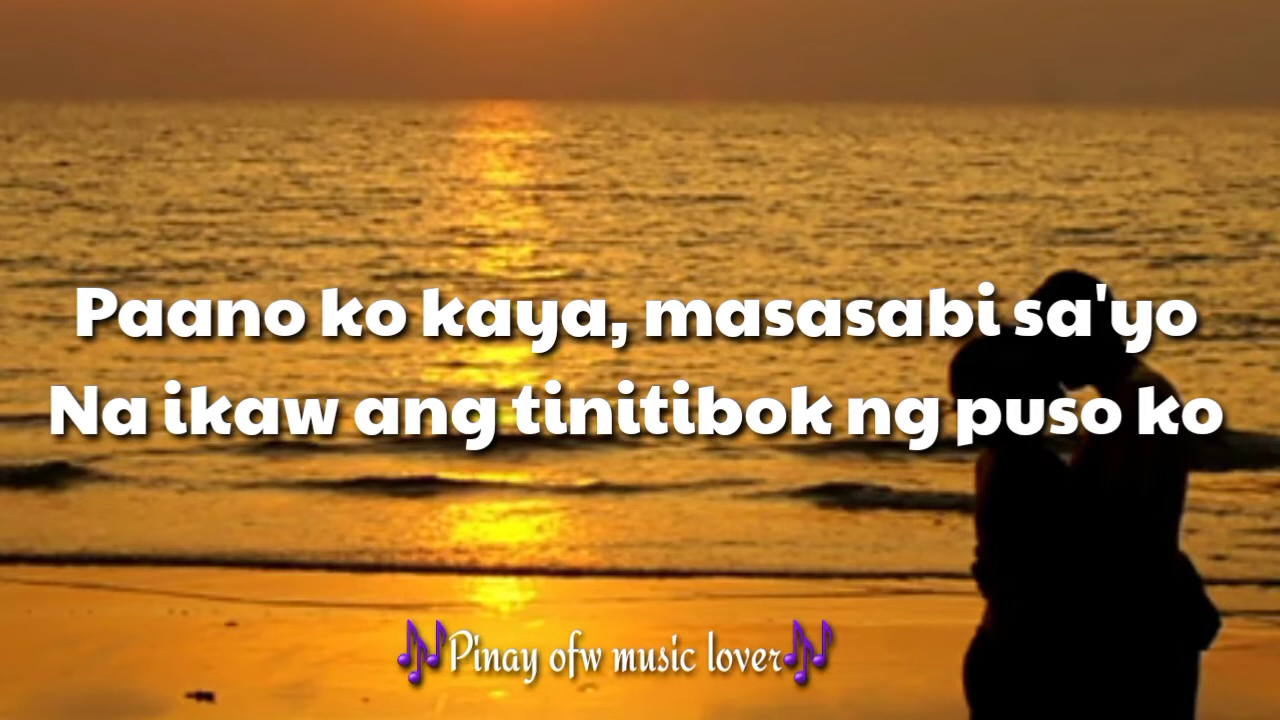 Paano ko kaya, masasabi sa'yo
Na ikaw ang tinitibok ng puso ko
🎶Pinay ofw music lover🎶